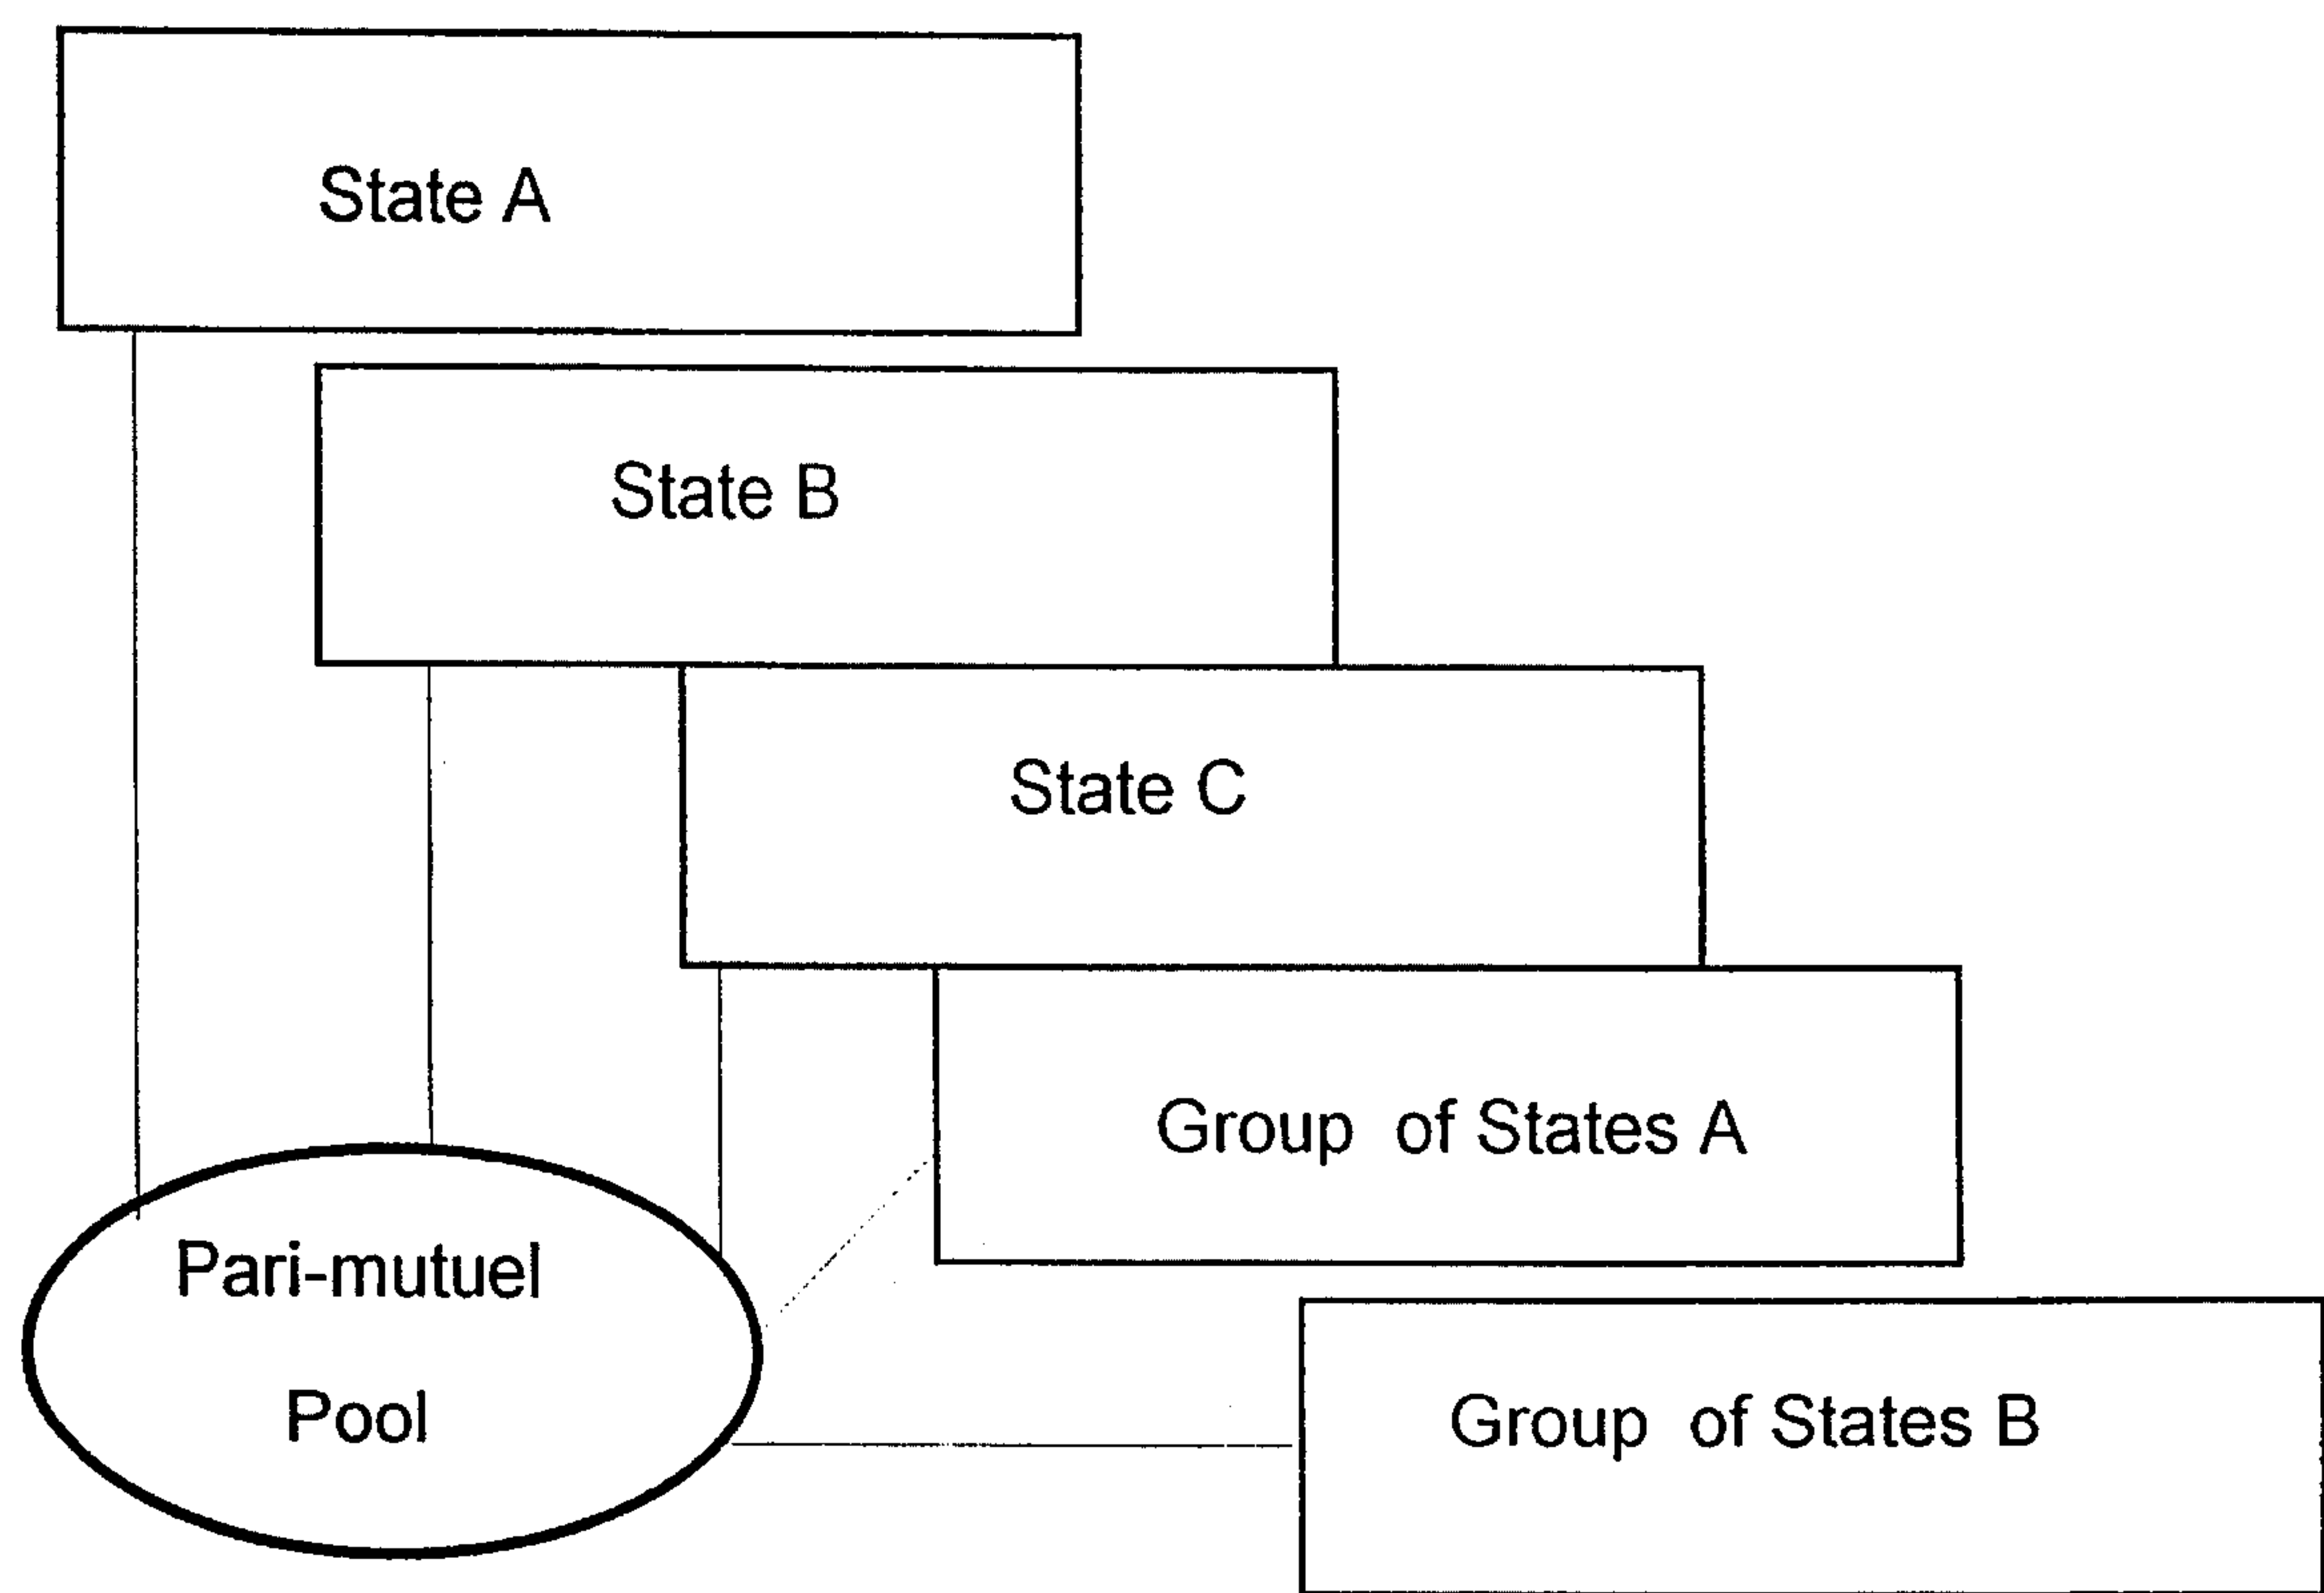 State A
State B
State C
Group of States A
Pari-mutuel
Pool
Group of States B